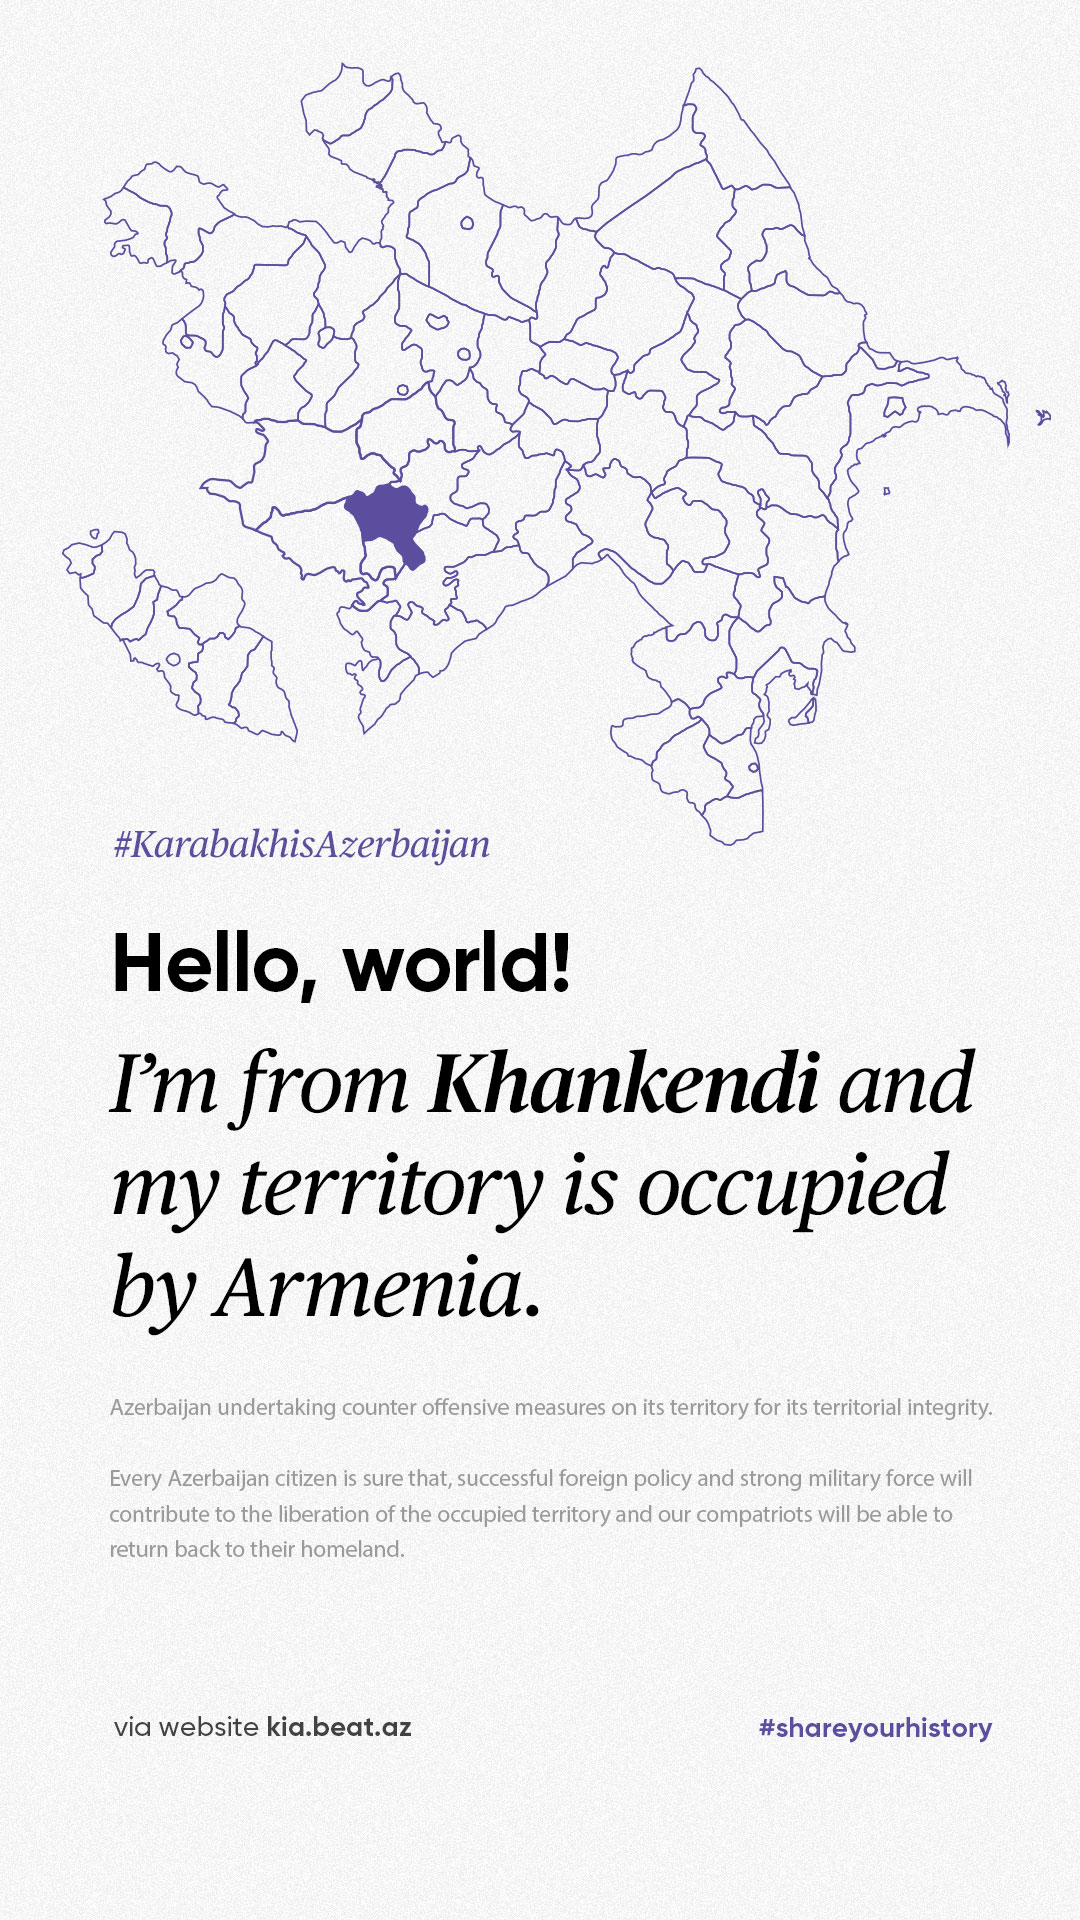 #KarabakhisAzerbaijan
Hello, world!
I’m from Khankendi and
my territory is occupied
by Armenia.
Azerbaijan undertaking counter offensive measures on its territory for its territorial integrity.
Every Azerbaijan citizen is sure that, successful foreign policy and strong military force will
contribute to the liberation of the occupied territory and our compatriots will be able to
return back to their homeland.
via website kia.beat.az
#shareyourhistory